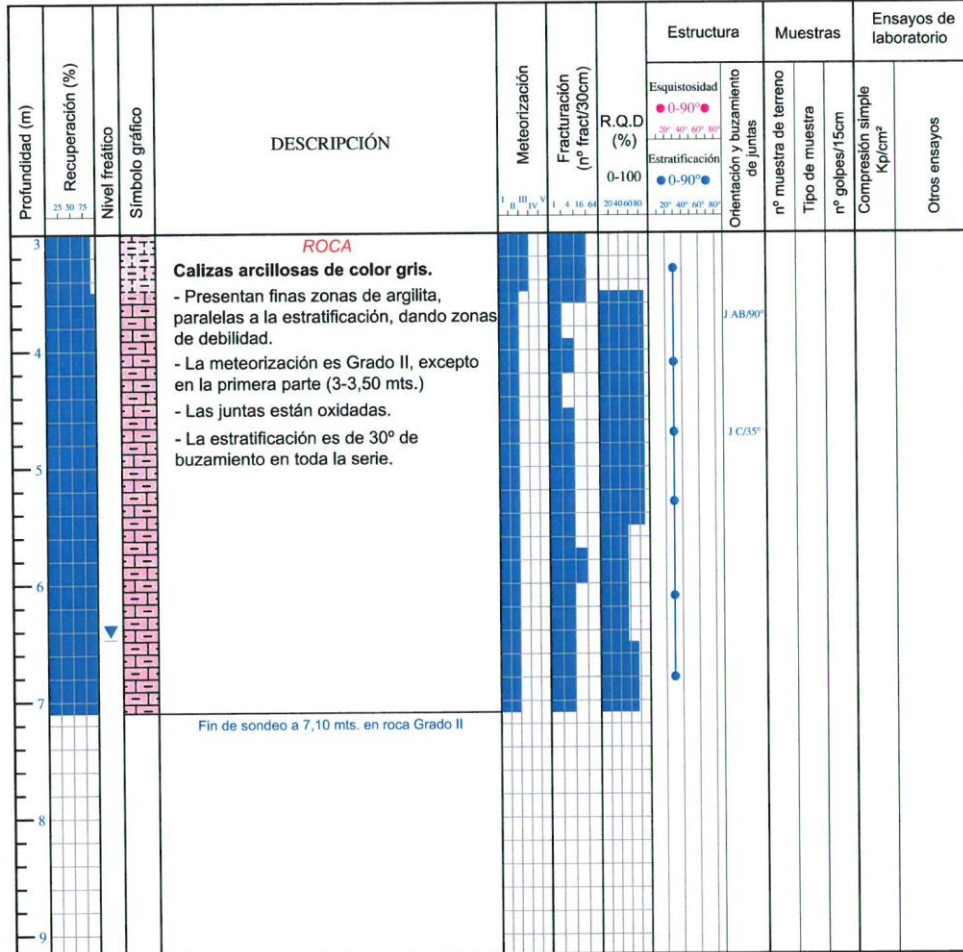 Profundidad (m)
Recuperación (%)
25 50 75
Nivel freático
Símbolo gráfico
DESCRIPCIÓN
Meteorización
I II III IV V
Fracturación
(nº fract/30cm)
1 4 16 64
R.Q.D
(%)
0-100
20 40 60 80
Estructura
Esquistosidad
0-90°
20° 40° 60° 80°
Estratificación
0-90°
20° 40° 60° 80°
Orientación y buzamiento
de juntas
Muestras
nº muestra de terreno
Tipo de muestra
nº golpes/15cm
Ensayos de
laboratorio
Compresión simple
Kp/cm²
Otros ensayos
3
ROCA
Calizas arcillosas de color gris.
- Presentan finas zonas de argilita,
paralelas a la estratificación, dando zonas
de debilidad.
J AB/90°
4
- La meteorización es Grado II, excepto
en la primera parte (3-3,50 mts.)
- Las juntas están oxidadas.
- La estratificación es de 30º de
buzamiento en toda la serie.
J C/35°
5
6
7
Fin de sondeo a 7,10 mts. en roca Grado II
8
9